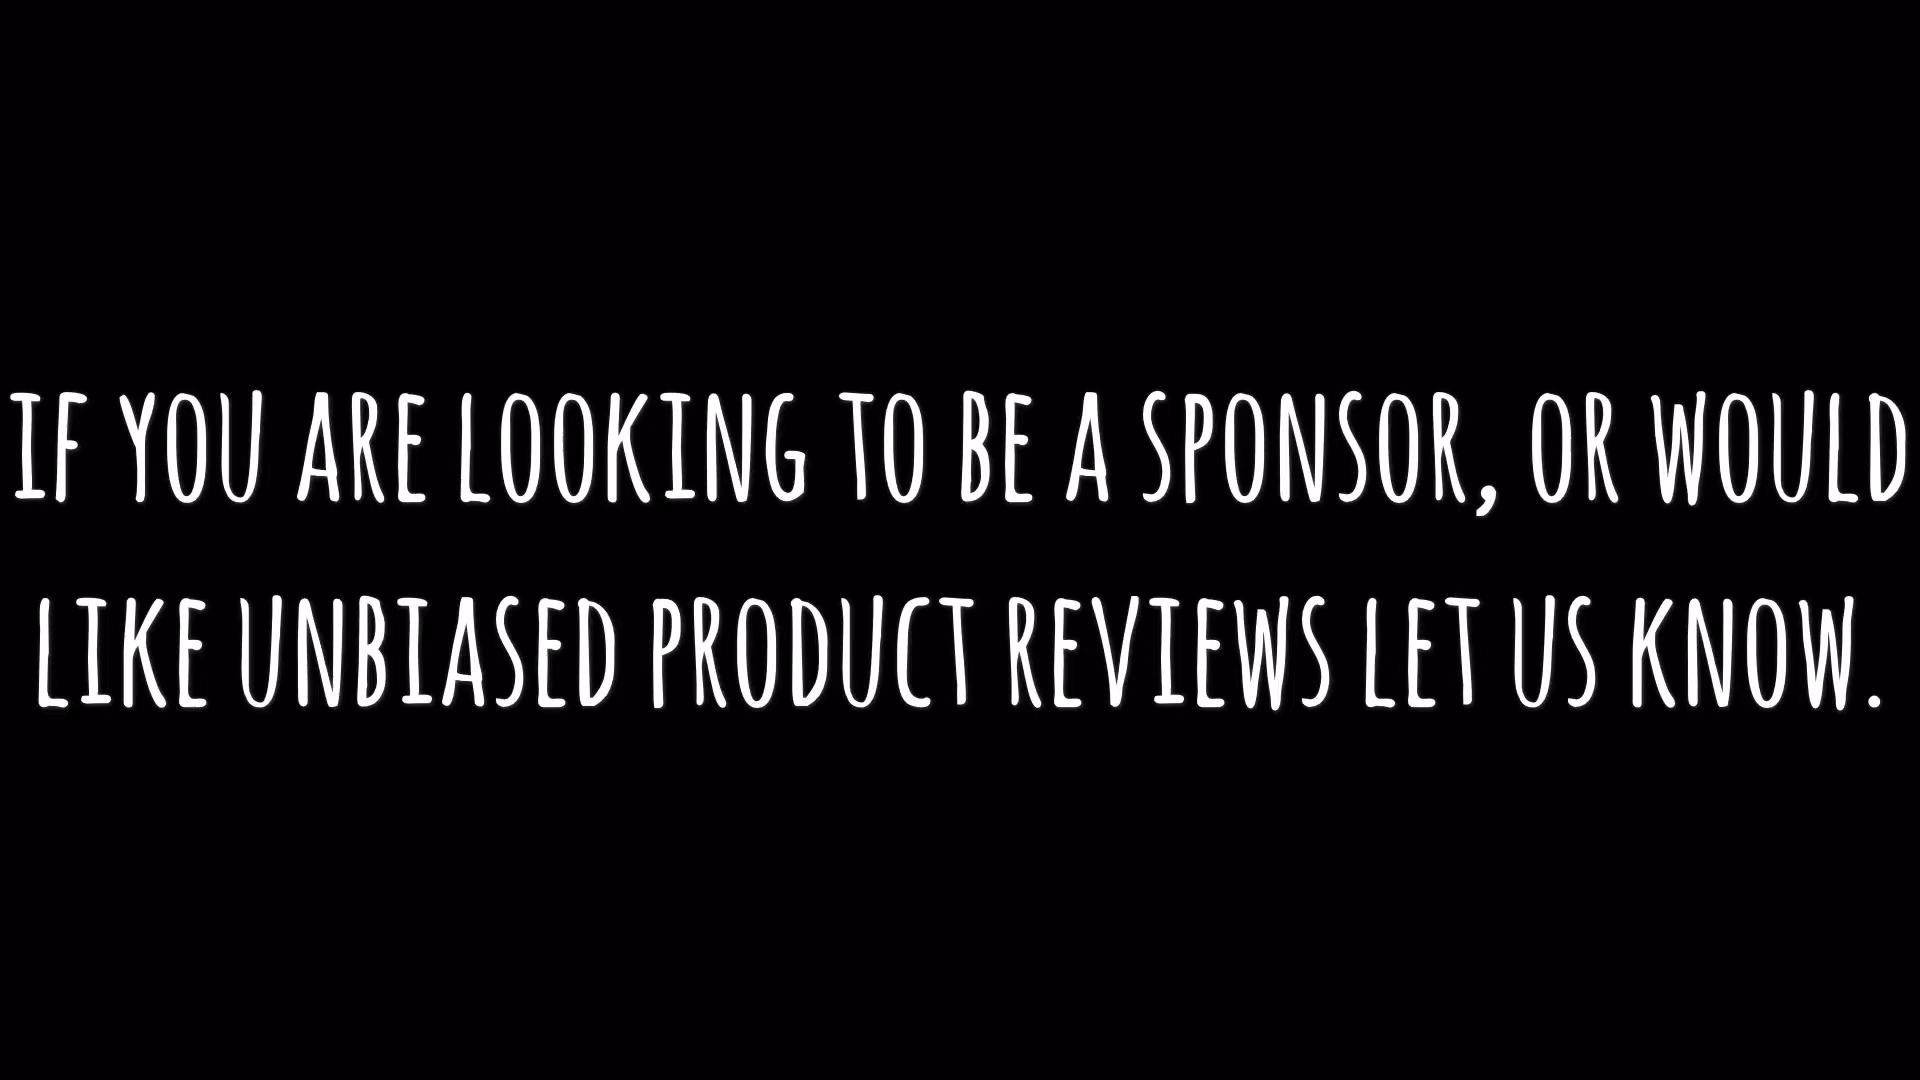 IF YOU ARE LOOKING TO BE A SPONSOR, OR WOULD
LIKE UNBIASED PRODUCT REVIEWS LET US KNOW.